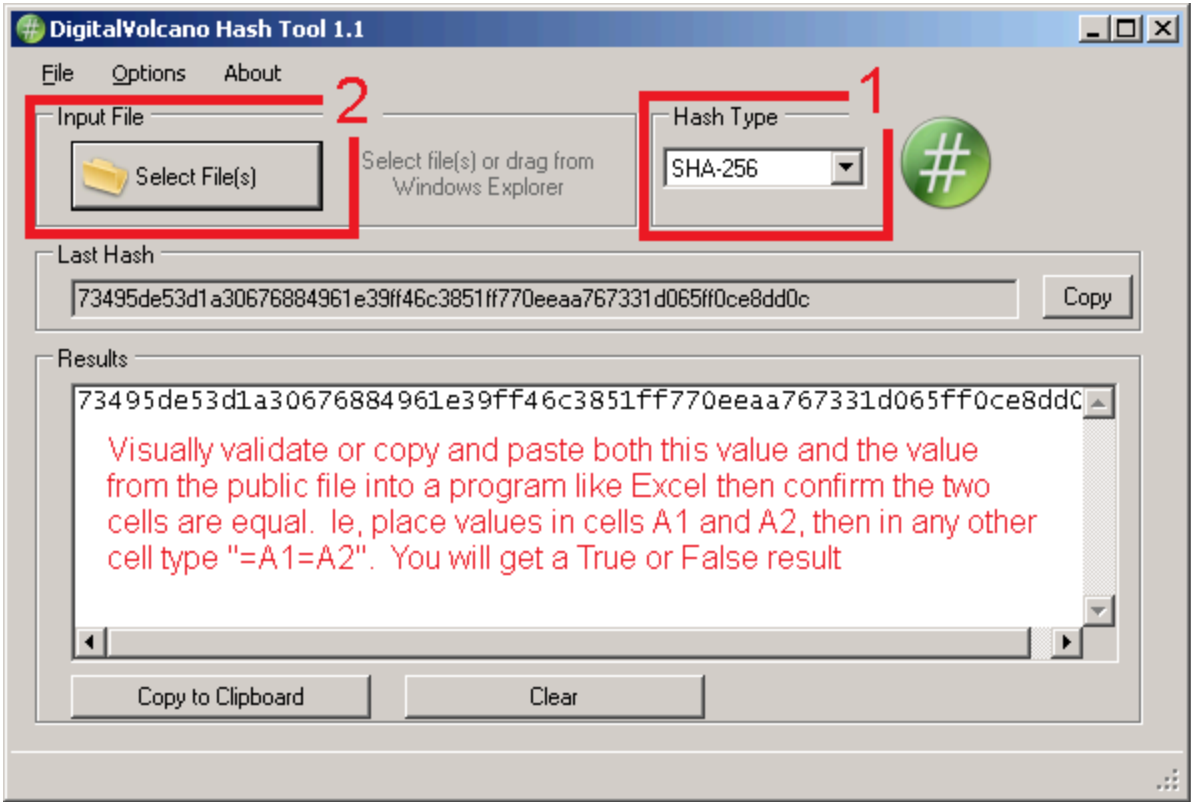 DigitalVolcano Hash Tool 1.1
File Options About
2
1
Input File
Hash Type
Select File(s)
Select file(s) or drag from
Windows Explorer
SHA-256
#
Last Hash
73495de53d1a30676884961e39ff46c3851ff770eeaa767331d065ff0ce8dd0c
Copy
Results
73495de53d1a30676884961e39ff46c3851ff770eeaa767331d065ff0ce8dd0
Visually validate or copy and paste both this value and the value
from the public file into a program like Excel then confirm the two
cells are equal. Ie, place values in cells A1 and A2, then in any other
cell type "=A1=A2". You will get a True or False result
Copy to Clipboard
Clear